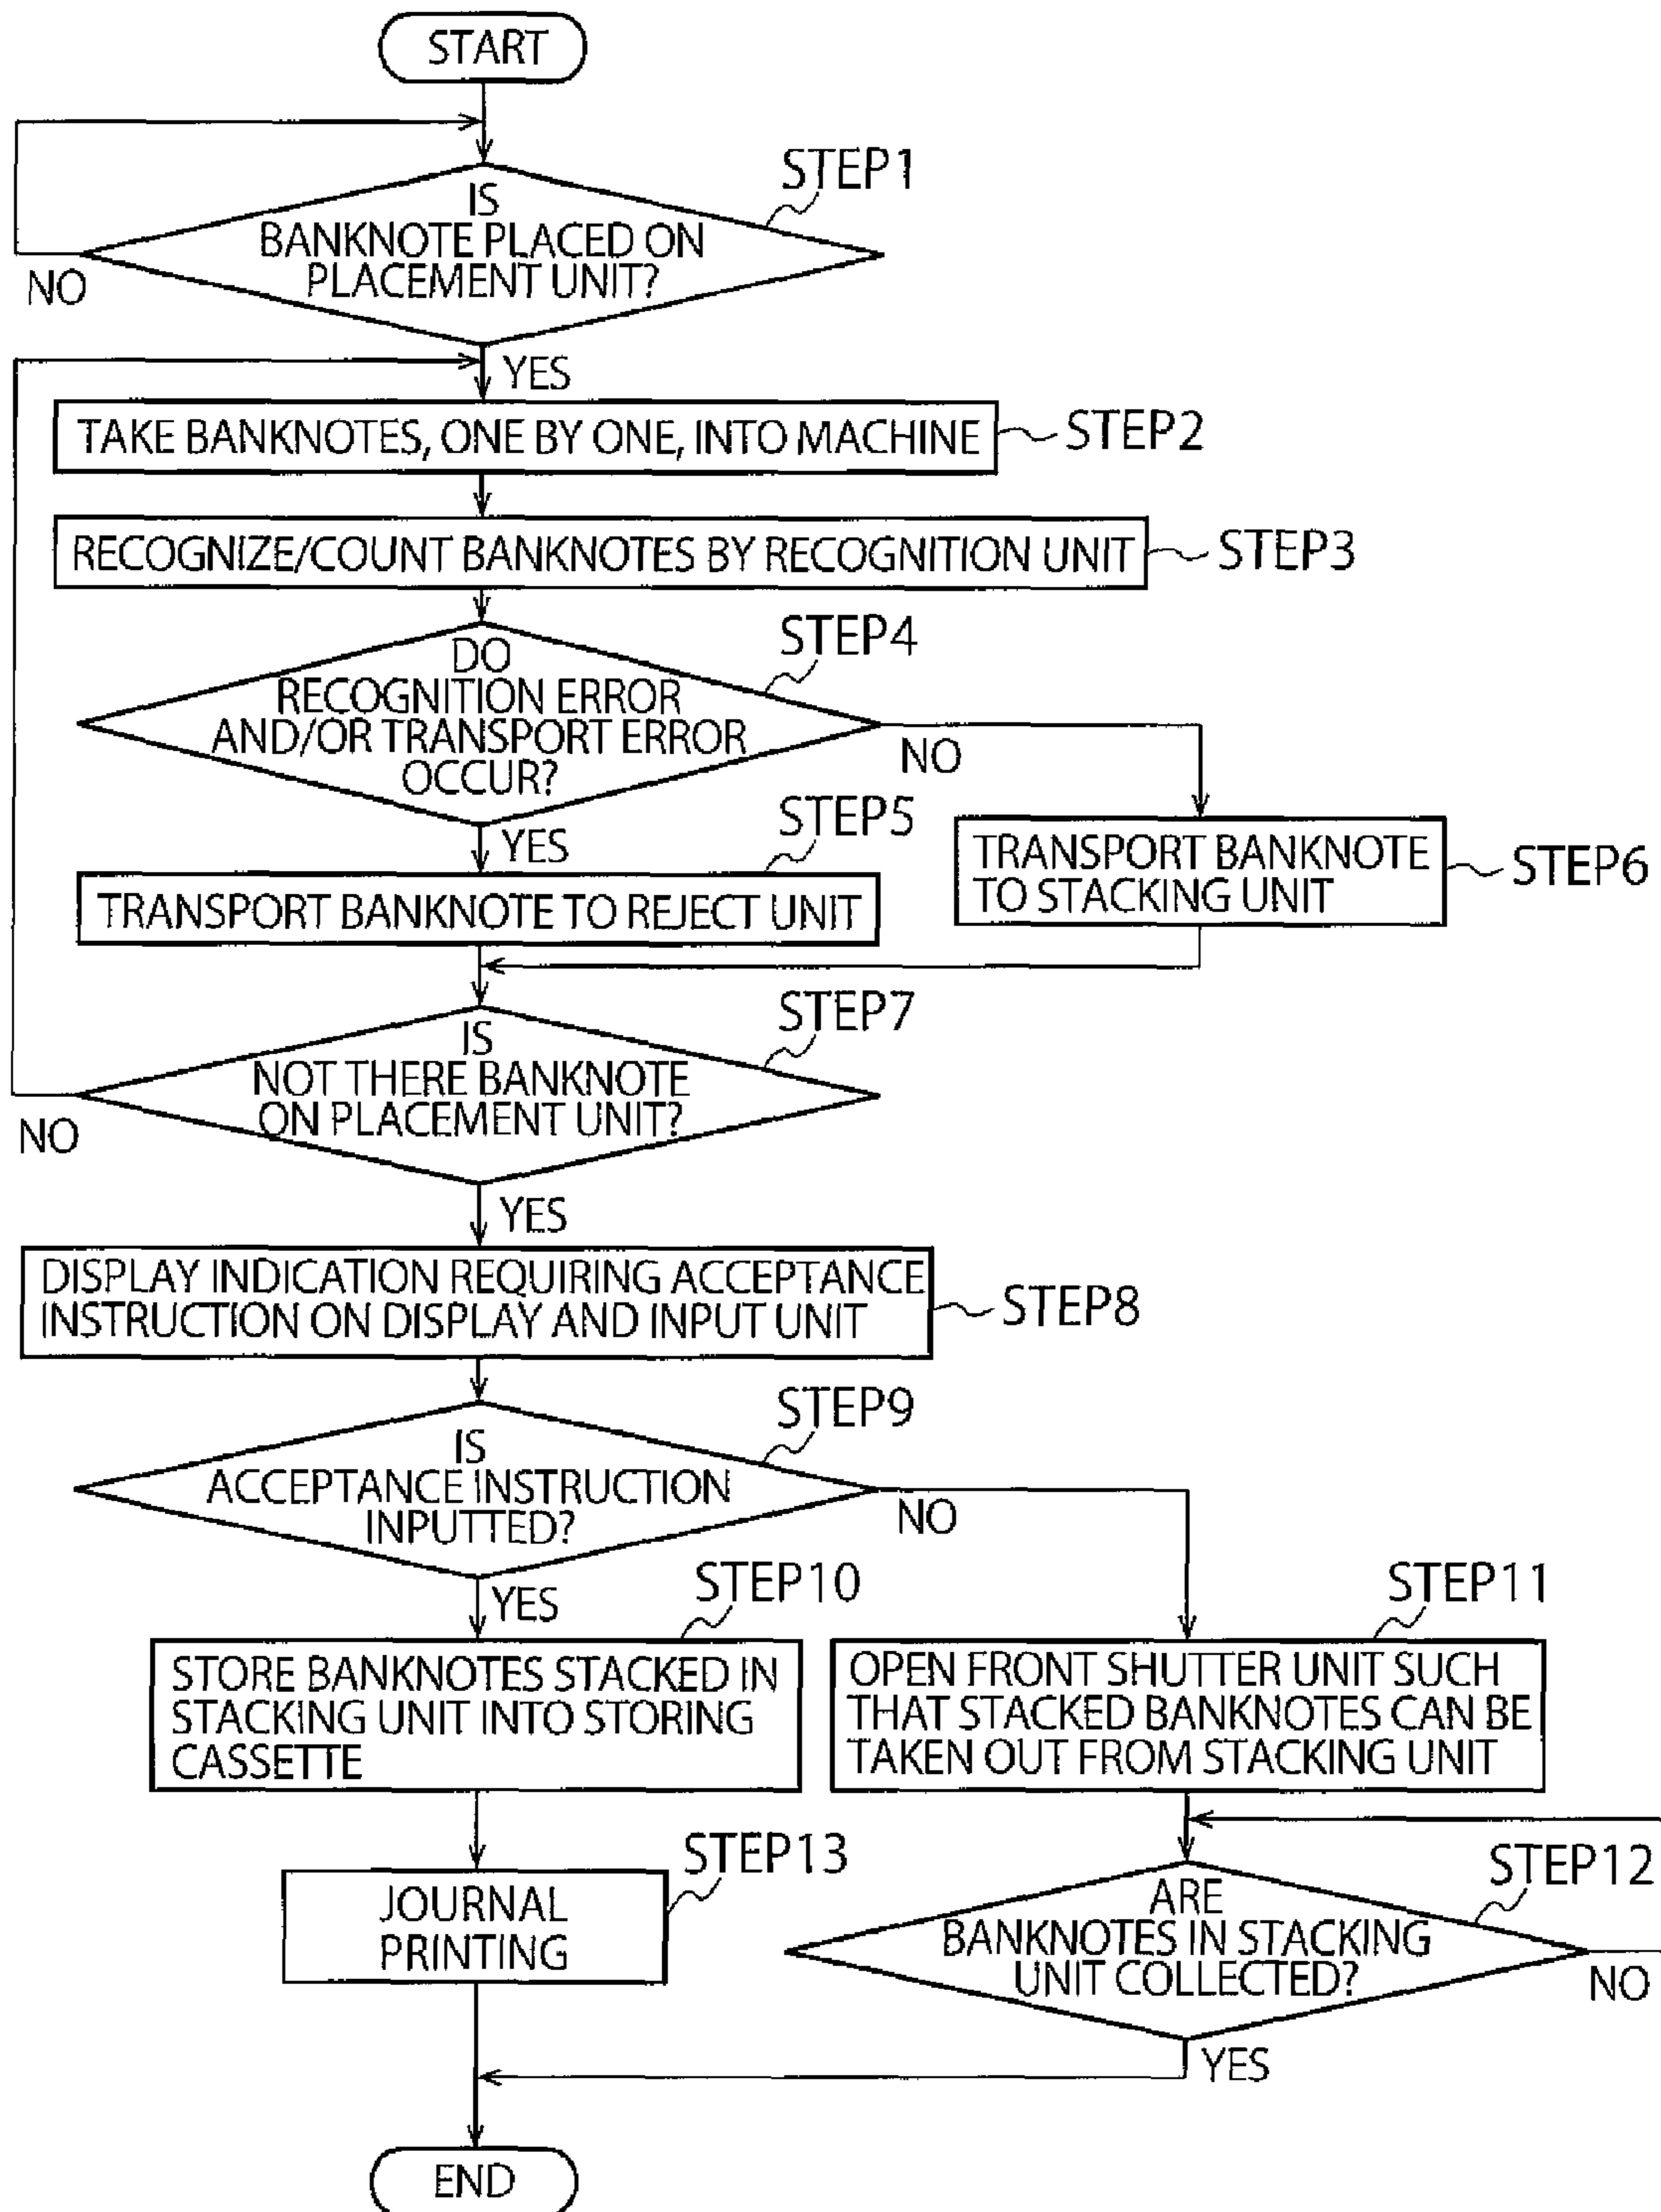 START
STEP1
IS
BANKNOTE PLACED ON
PLACEMENT UNIT?
NO
YES
TAKE BANKNOTES, ONE BY ONE, INTO MACHINE
STEP2
RECOGNIZE/COUNT BANKNOTES BY RECOGNITION UNIT
STEP3
STEP4
DO
RECOGNITION ERROR
AND/OR TRANSPORT ERROR
OCCUR?
NO
YES
STEP5
TRANSPORT BANKNOTE TO REJECT UNIT
TRANSPORT BANKNOTE
TO STACKING UNIT
STEP6
STEP7
IS
NOT THERE BANKNOTE
ON PLACEMENT UNIT?
NO
YES
DISPLAY INDICATION REQUIRING ACCEPTANCE
INSTRUCTION ON DISPLAY AND INPUT UNIT
STEP8
STEP9
IS
ACCEPTANCE INSTRUCTION
INPUTTED?
NO
YES
STEP10
STORE BANKNOTES STACKED IN
STACKING UNIT INTO STORING
CASSETTE
STEP11
OPEN FRONT SHUTTER UNIT SUCH
THAT STACKED BANKNOTES CAN BE
TAKEN OUT FROM STACKING UNIT
STEP13
JOURNAL
PRINTING
STEP12
ARE
BANKNOTES IN STACKING
UNIT COLLECTED?
NO
YES
END